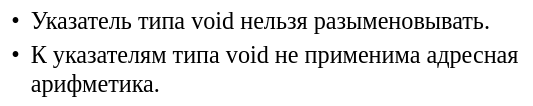 • Указатель типа void нельзя разыменовывать.
• К указателям типа void не применима адресная
арифметика.